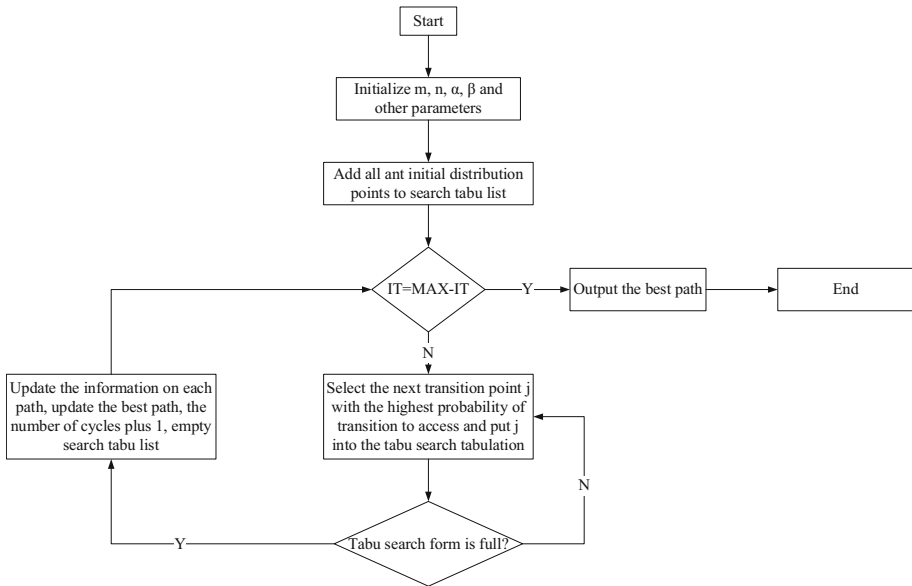 Start
Initialize m, n, α, β and
other parameters
Add all ant initial distribution
points to search tabu list
IT=MAX-IT
Y
Output the best path
End
N
Update the information on each
path, update the best path, the
number of cycles plus 1, empty
search tabu list
Select the next transition point j
with the highest probability of
transition to access and put j
into the tabu search tabulation
N
Y
Tabu search form is full?